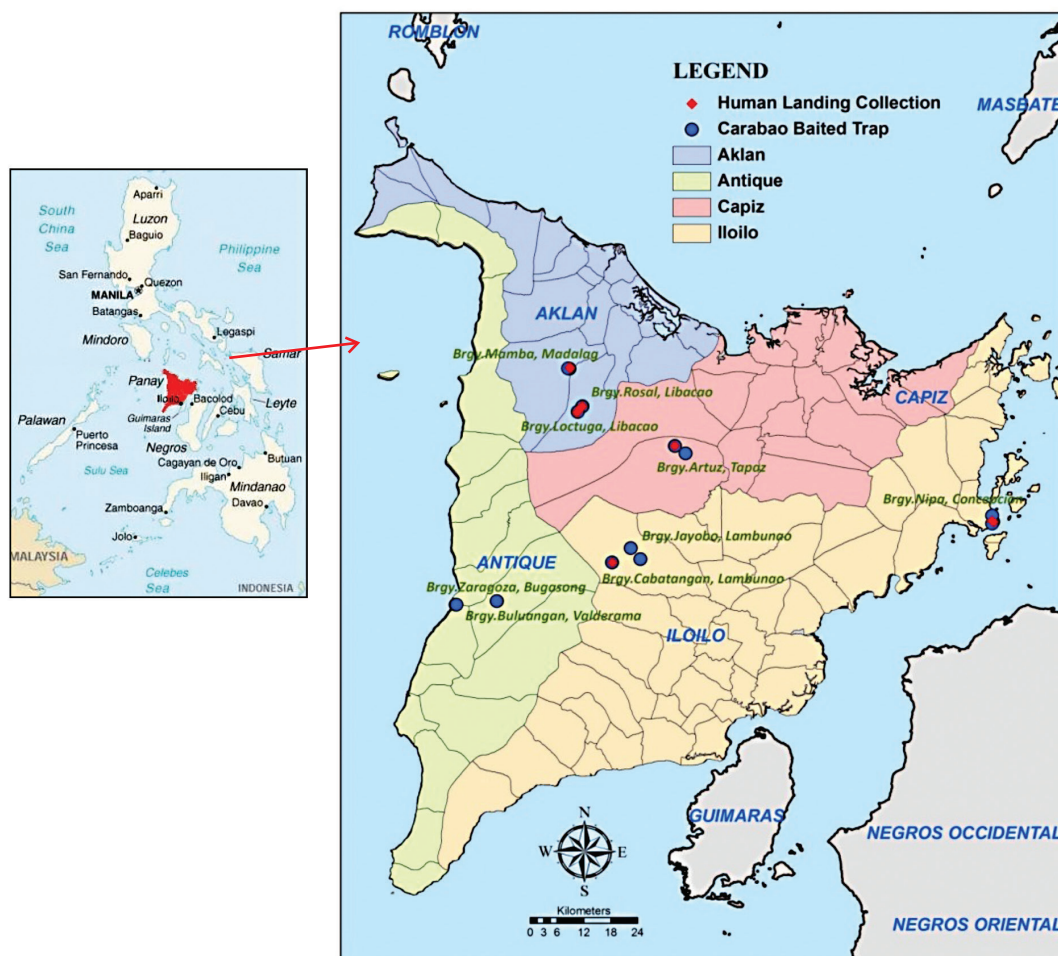 Aparri
South
China
Sea
Luzon
Baguio
Philippine
Sea
San Fernando
Quezon
MANILA
Batangas
Mindoro
Legaspi
Samar
Panay
Iloilo
Bacolod
Guimaras
Island
Cebu
Leyte
Palawan
Puerto
Princesa
Negros
Sulu Sea
Cagayan de Oro
Butuan
Iligan
Mindanao
Zamboanga
Davao
Jolo
MALAYSIA
Celebes
Sea
INDONESIA
ROMBLON
LEGEND
Human Landing Collection
Carabao Baited Trap
Aklan
Antique
Capiz
Iloilo
MASBATE
AKLAN
Brgy.Mamba, Madalag
Brgy.Rosal, Libacao
Brgy.Loctuga, Libacao
CAPIZ
Brgy.Artuz, Tapaz
Brgy.Nipa, Concepcion
Brgy.Jayobo, Lambunao
ANTIQUE
Brgy.Cabatangan, Lambunao
Brgy.Zaragoza, Bugasong
Brgy.Buluangan, Valderama
ILOILO
GUIMARAS
NEGROS OCCIDENTAL
NEGROS ORIENTAL
N
W E
S
Kilometers
0 3 6 12 18 24